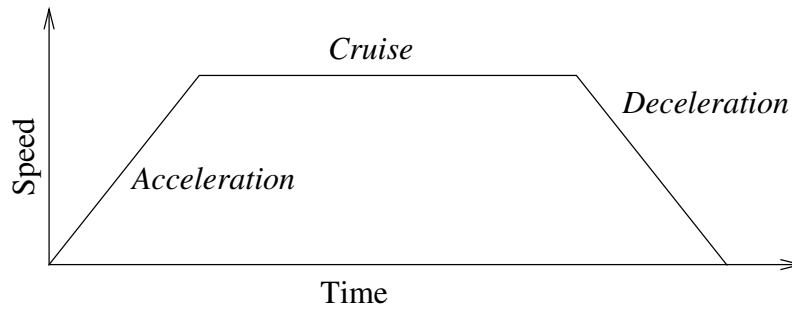 Cruise
Deceleration
Speed
Acceleration
Time